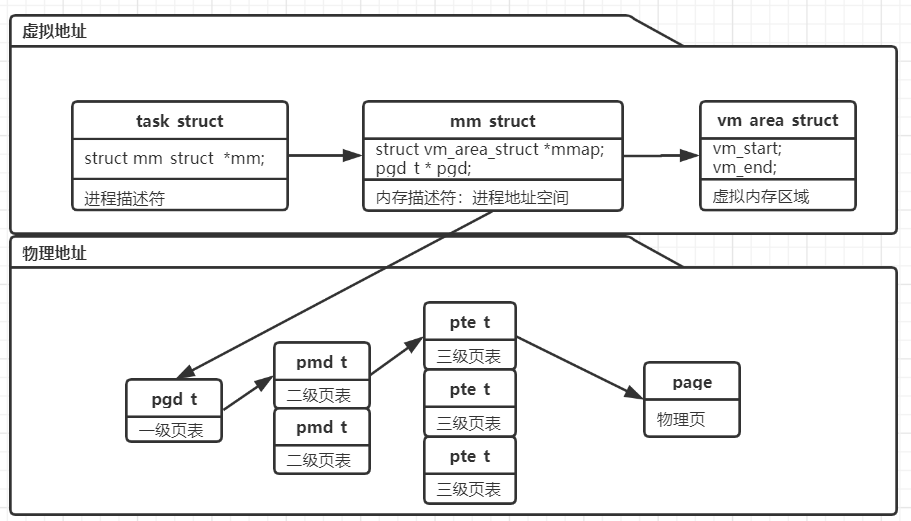 虚拟地址
task struct
struct mm struct *mm;
进程描述符
mm struct
struct vm_area_struct *mmap;
pgd t * pgd;
内存描述符：进程地址空间
vm area struct
vm_start;
vm_end;
虚拟内存区域
物理地址
pgd t
一级页表
pmd t
二级页表
pmd t
二级页表
pte t
三级页表
pte t
三级页表
pte t
三级页表
page
物理页